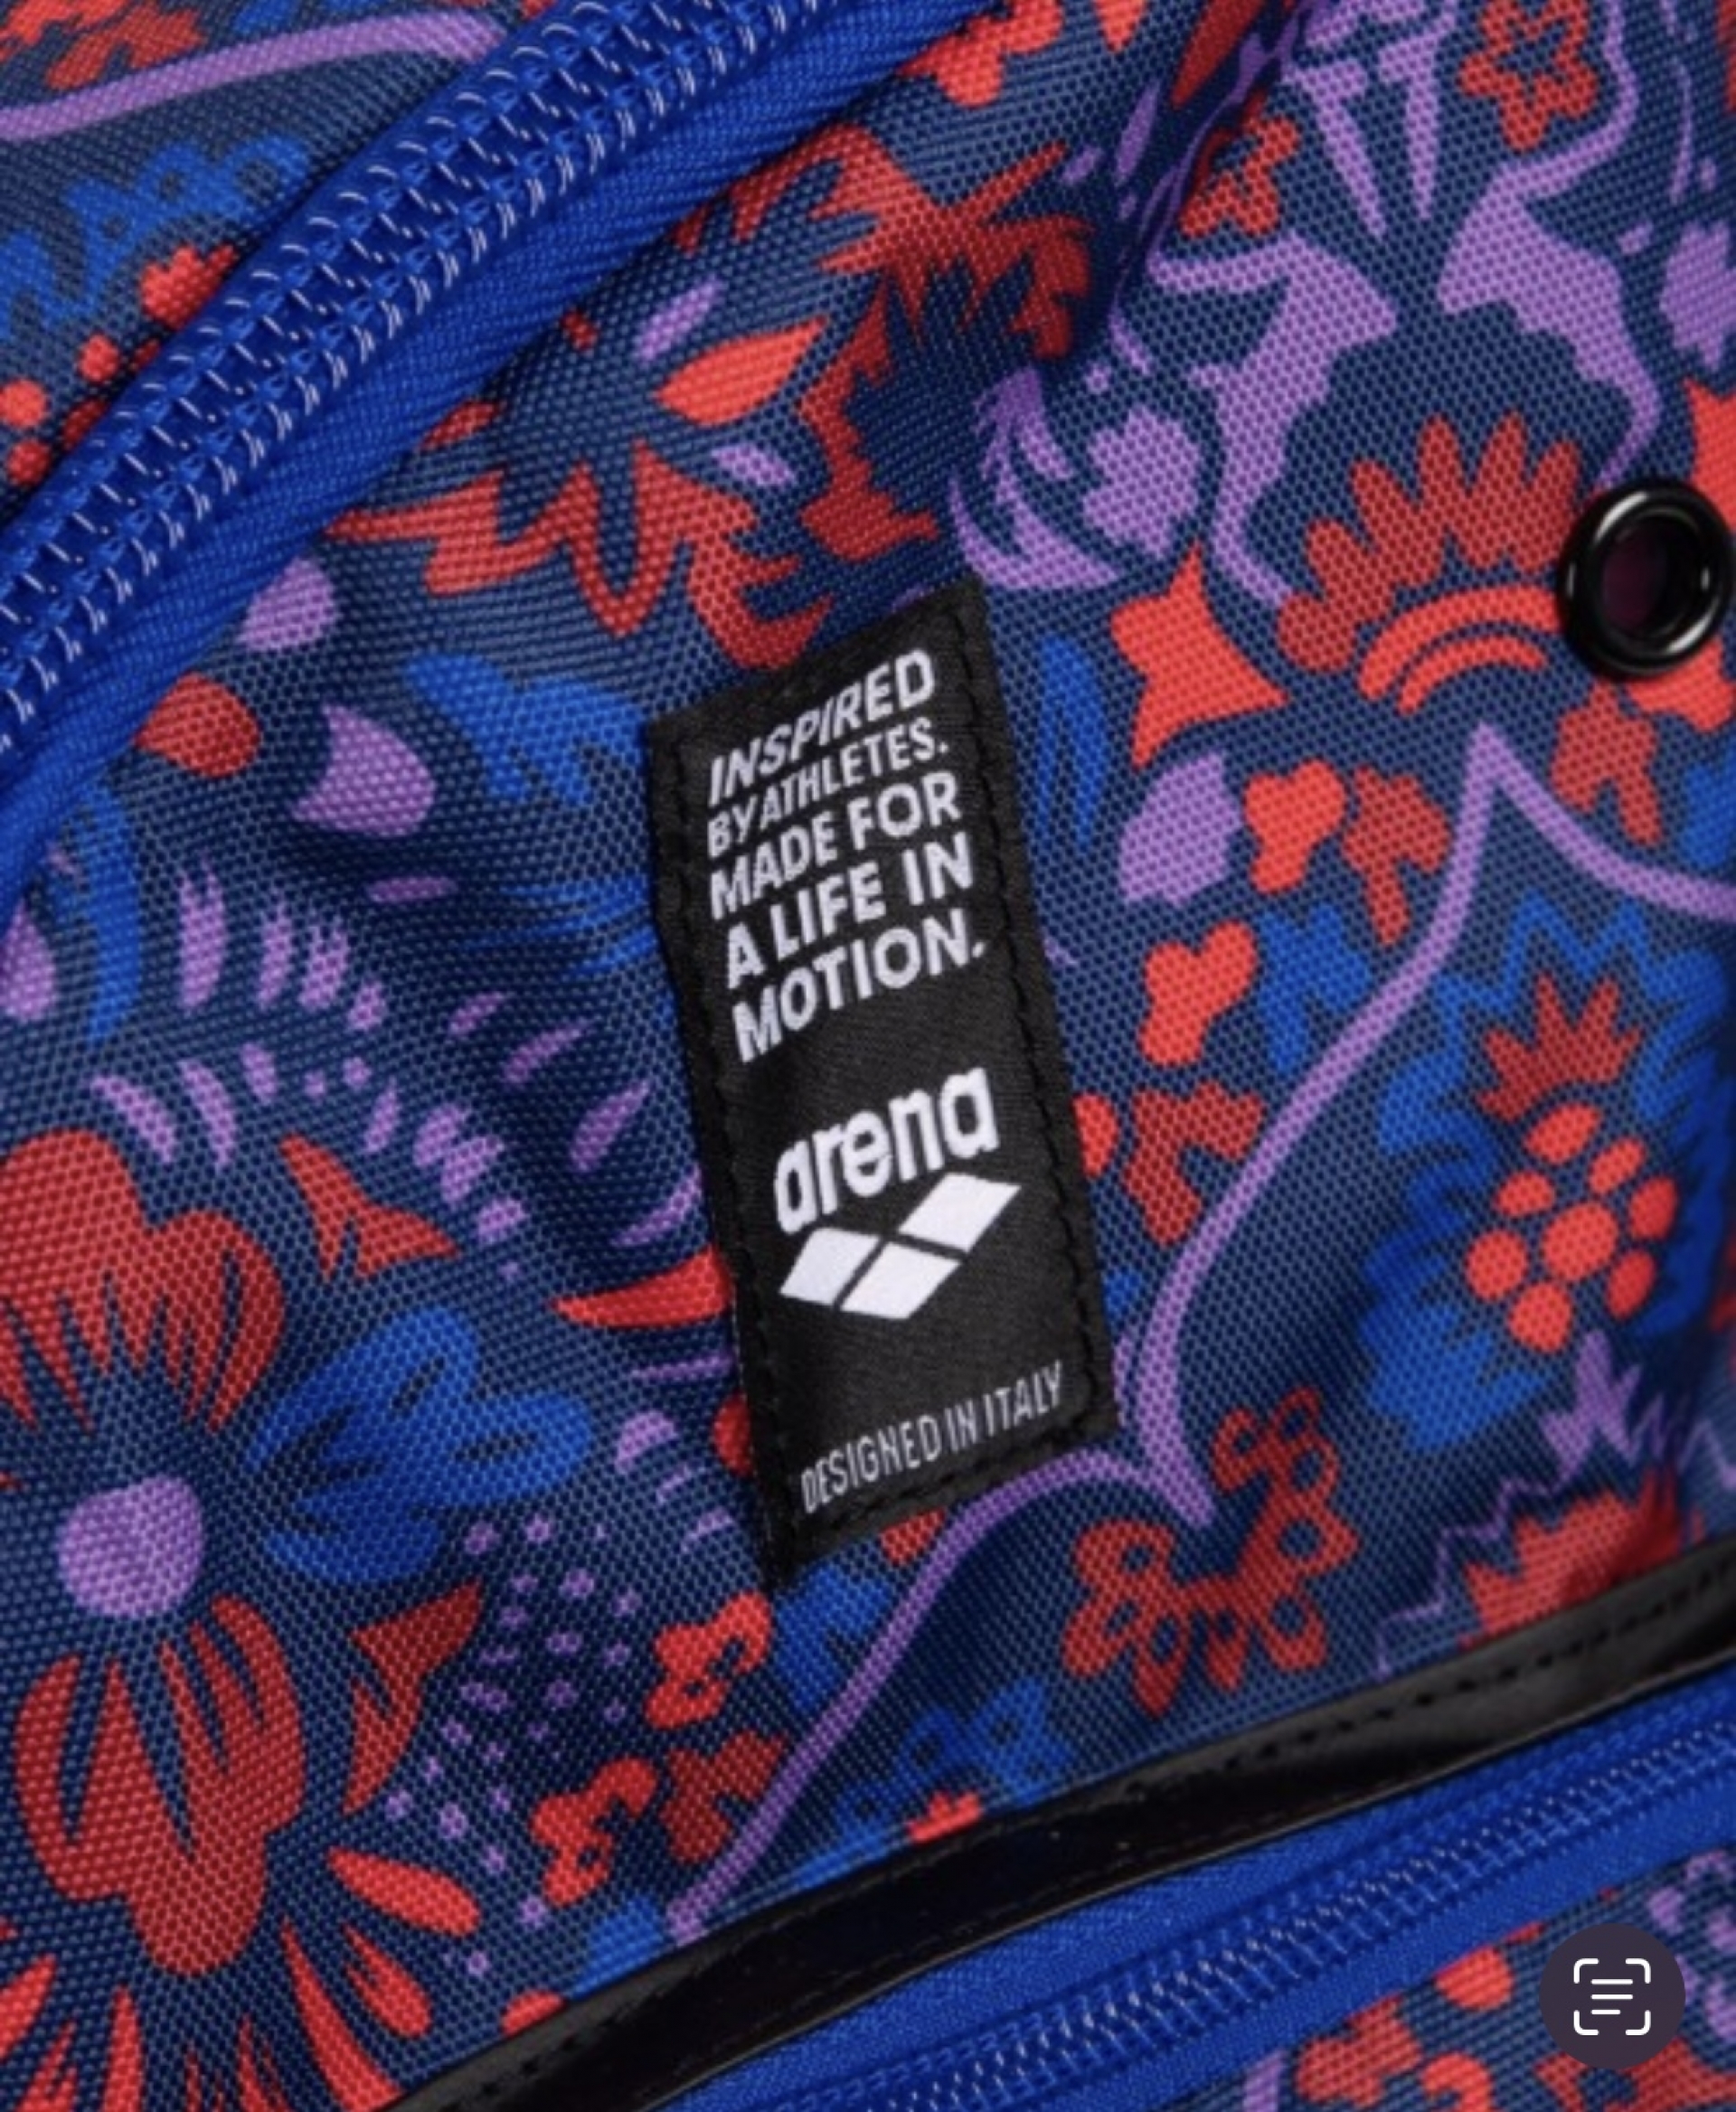 INSPIRED
BY ATHLETES.
MADE FOR
A LIFE IN
MOTION.
arena
DESIGNED IN ITALY